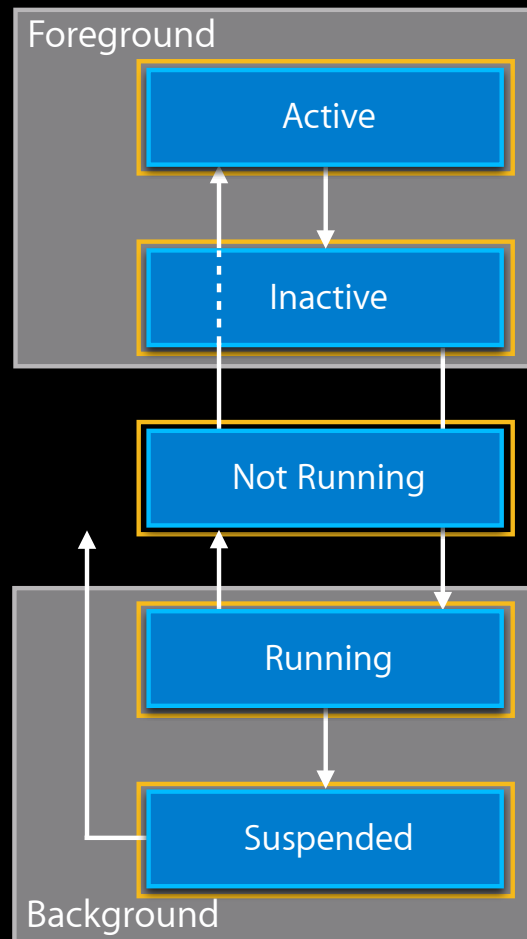 Foreground
Active
Inactive
Not Running
Running
Suspended
Background